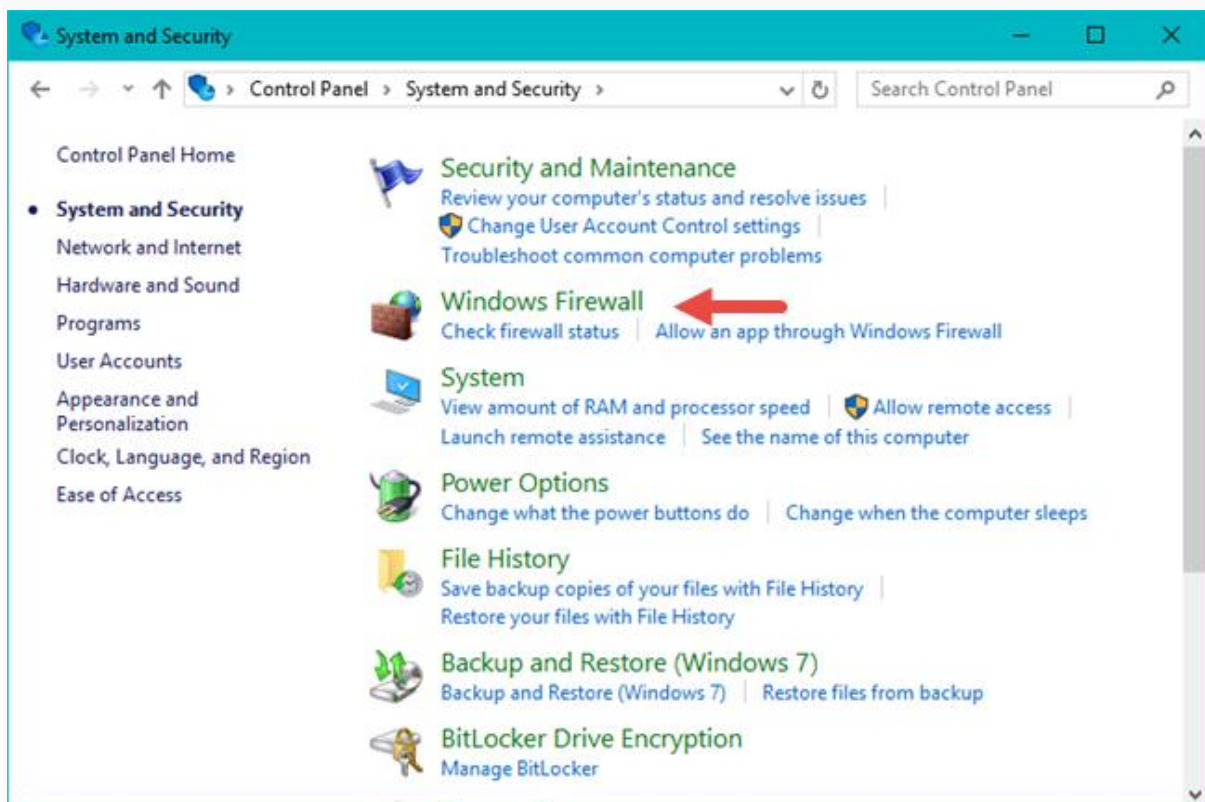 System and Security
Control Panel > System and Security >
Search Control Panel
Control Panel Home
System and Security
Network and Internet
Hardware and Sound
Programs
User Accounts
Appearance and
Personalization
Clock, Language, and Region
Ease of Access
Security and Maintenance
Review your computer's status and resolve issues
Change User Account Control settings
Troubleshoot common computer problems
Windows Firewall
Check firewall status
Allow an app through Windows Firewall
System
View amount of RAM and processor speed
Allow remote access
Launch remote assistance
See the name of this computer
Power Options
Change what the power buttons do
Change when the computer sleeps
File History
Save backup copies of your files with File History
Restore your files with File History
Backup and Restore (Windows 7)
Backup and Restore (Windows 7)
Restore files from backup
BitLocker Drive Encryption
Manage BitLocker